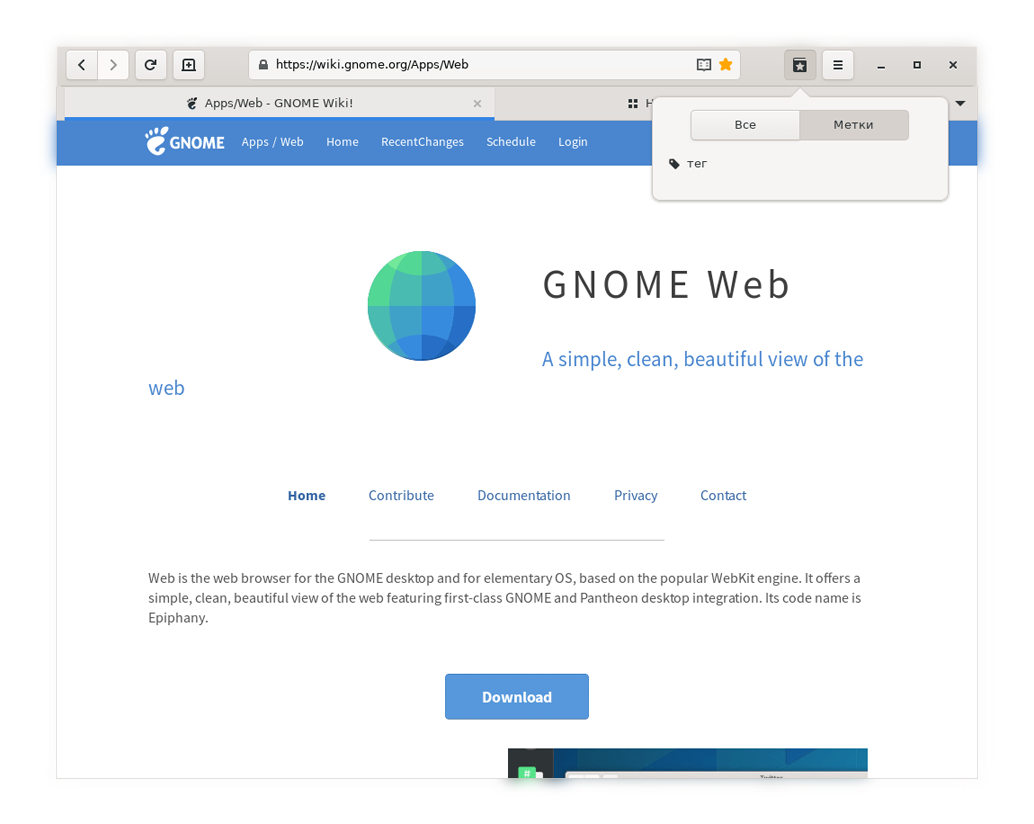 https://wiki.gnome.org/Apps/Web
Apps/Web - GNOME Wiki!
Все Метки
тег
GNOME Apps / Web Home RecentChanges Schedule Login
GNOME Web
A simple, clean, beautiful view of the
web
Home Contribute Documentation Privacy Contact
Web is the web browser for the GNOME desktop and for elementary OS, based on the popular WebKit engine. It offers a
simple, clean, beautiful view of the web featuring first-class GNOME and Pantheon desktop integration. Its code name is
Epiphany.
Download
#